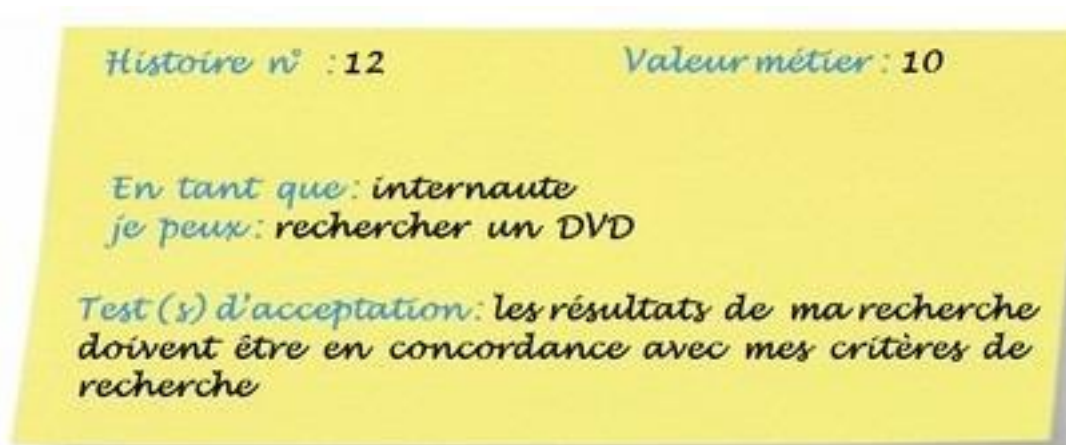 Histoire n° : 12 Valeur métier : 10
En tant que : internaute
je peux : rechercher un DVD
Test(s) d'acceptation : les résultats de ma recherche
doivent être en concordance avec mes critères de
recherche